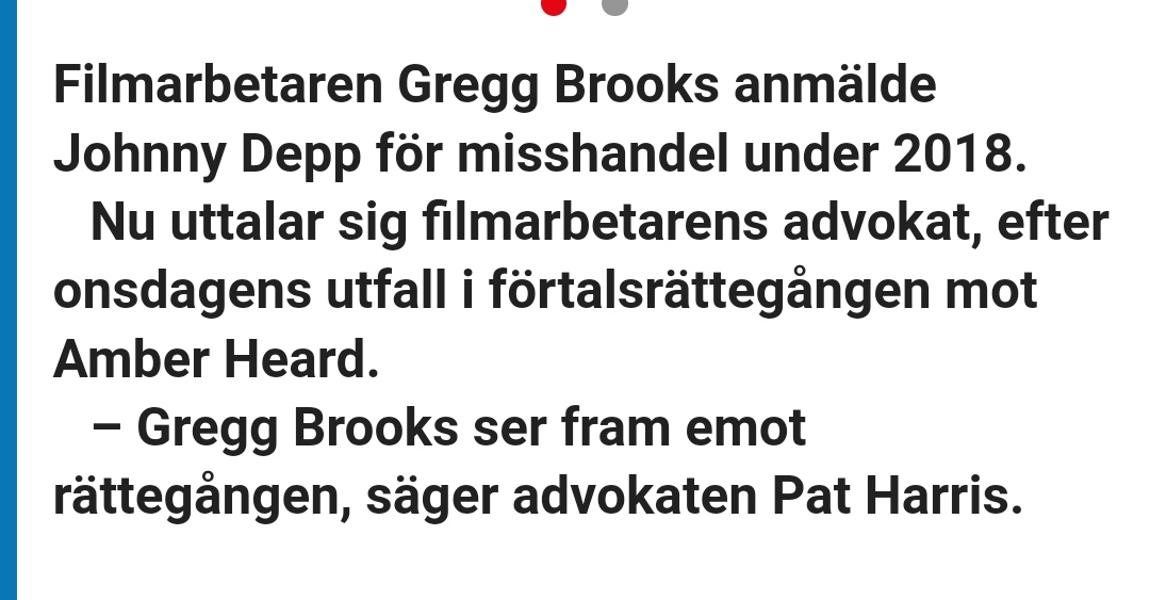 Filmarbetaren Gregg Brooks anmälde
Johnny Depp för misshandel under 2018.
Nu uttalar sig filmarbetarens advokat, efter
onsdagens utfall i förtalsrättegången mot
Amber Heard.
– Gregg Brooks ser fram emot
rättegången, säger advokaten Pat Harris.